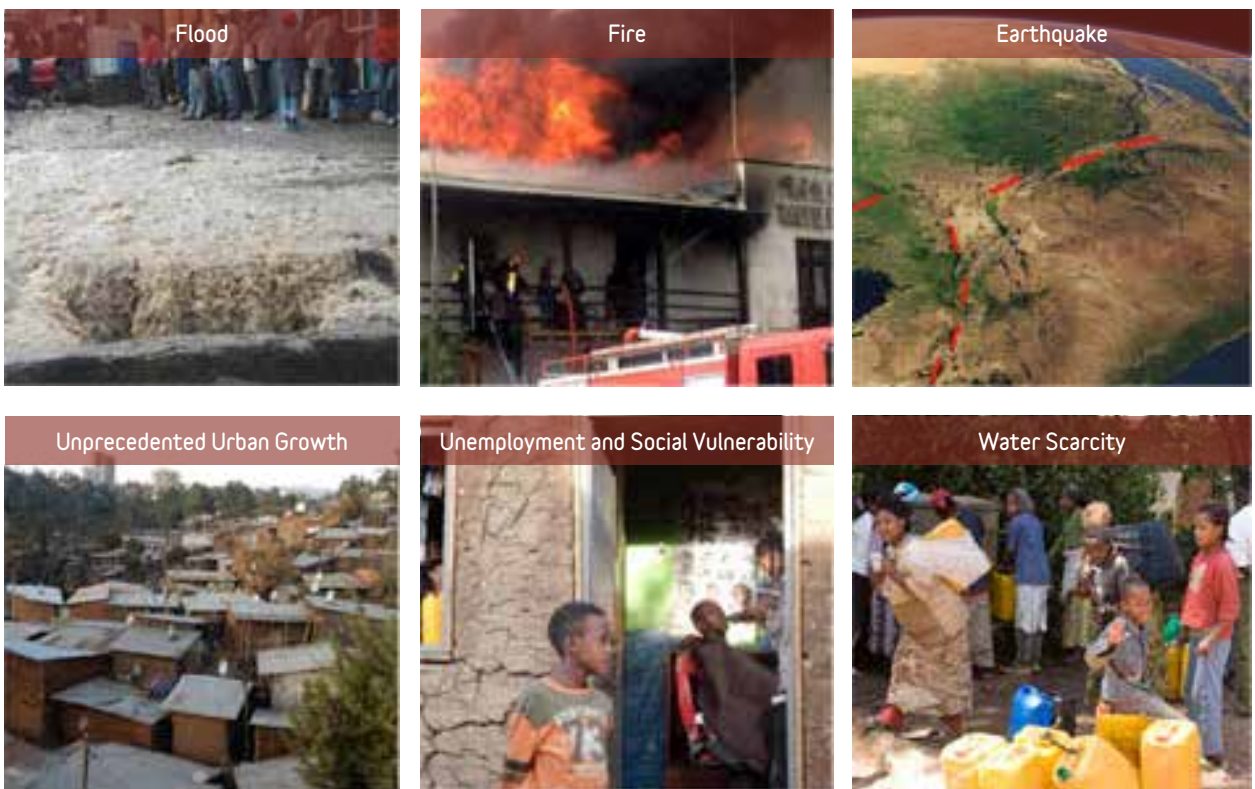 Flood
Fire
Earthquake
Unprecedented Urban Growth
Unemployment and Social Vulnerability
Water Scarcity